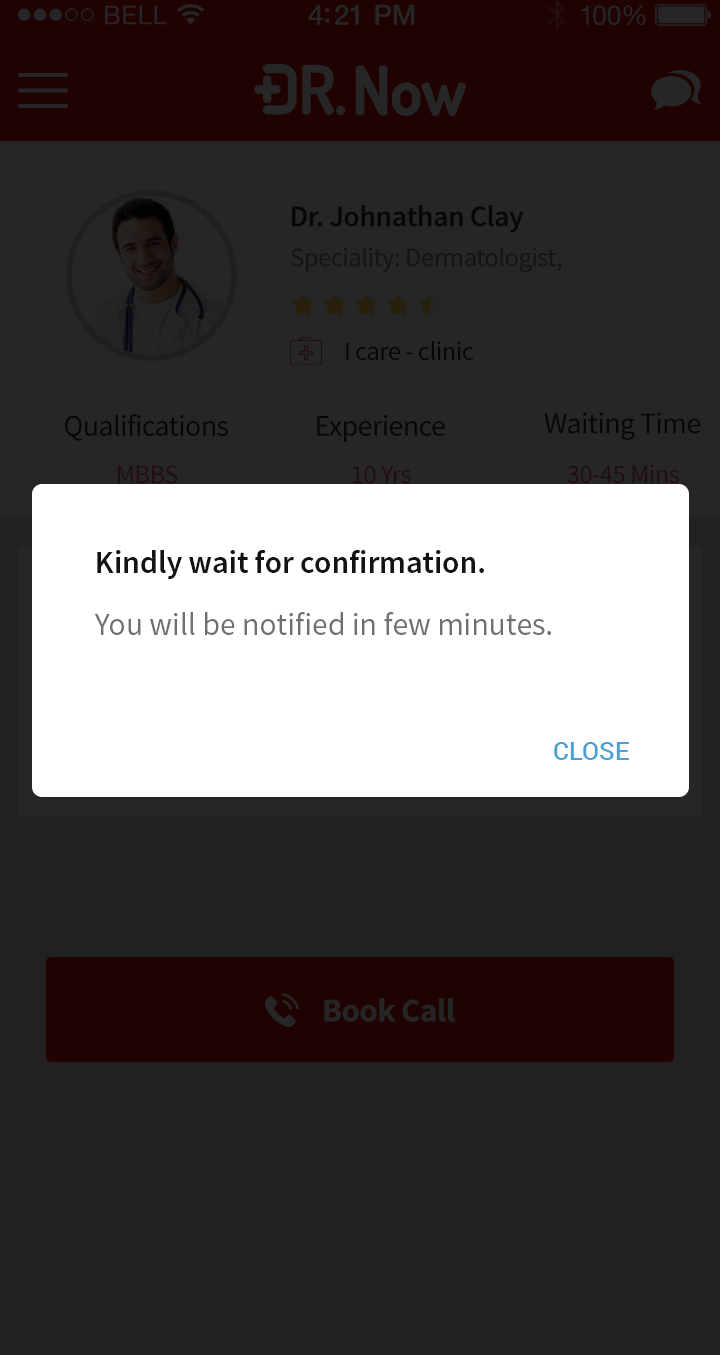 BELL 4:21 PM 100%
DR. Now
Dr. Johnathan Clay
Speciality: Dermatologist,
I care - clinic
Qualifications Experience Waiting Time
MBBS 10 Yrs 30-45 Mins
Kindly wait for confirmation.
You will be notified in few minutes.
CLOSE
Book Call